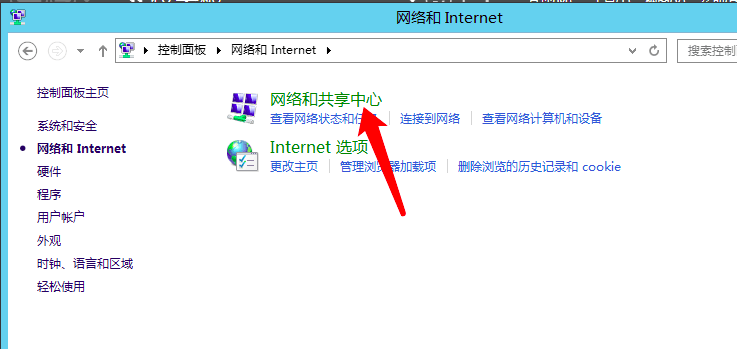 网络和 Internet
控制面板 网络和 Internet
搜索控制
控制面板主页
系统和安全
网络和 Internet
硬件
程序
用户帐户
外观
时钟、语言和区域
轻松使用
网络和共享中心
查看网络状态和任 连接到网络 查看网络计算机和设备
Internet 选项
更改主页 管理浏览器加载项 删除浏览的历史记录和 cookie